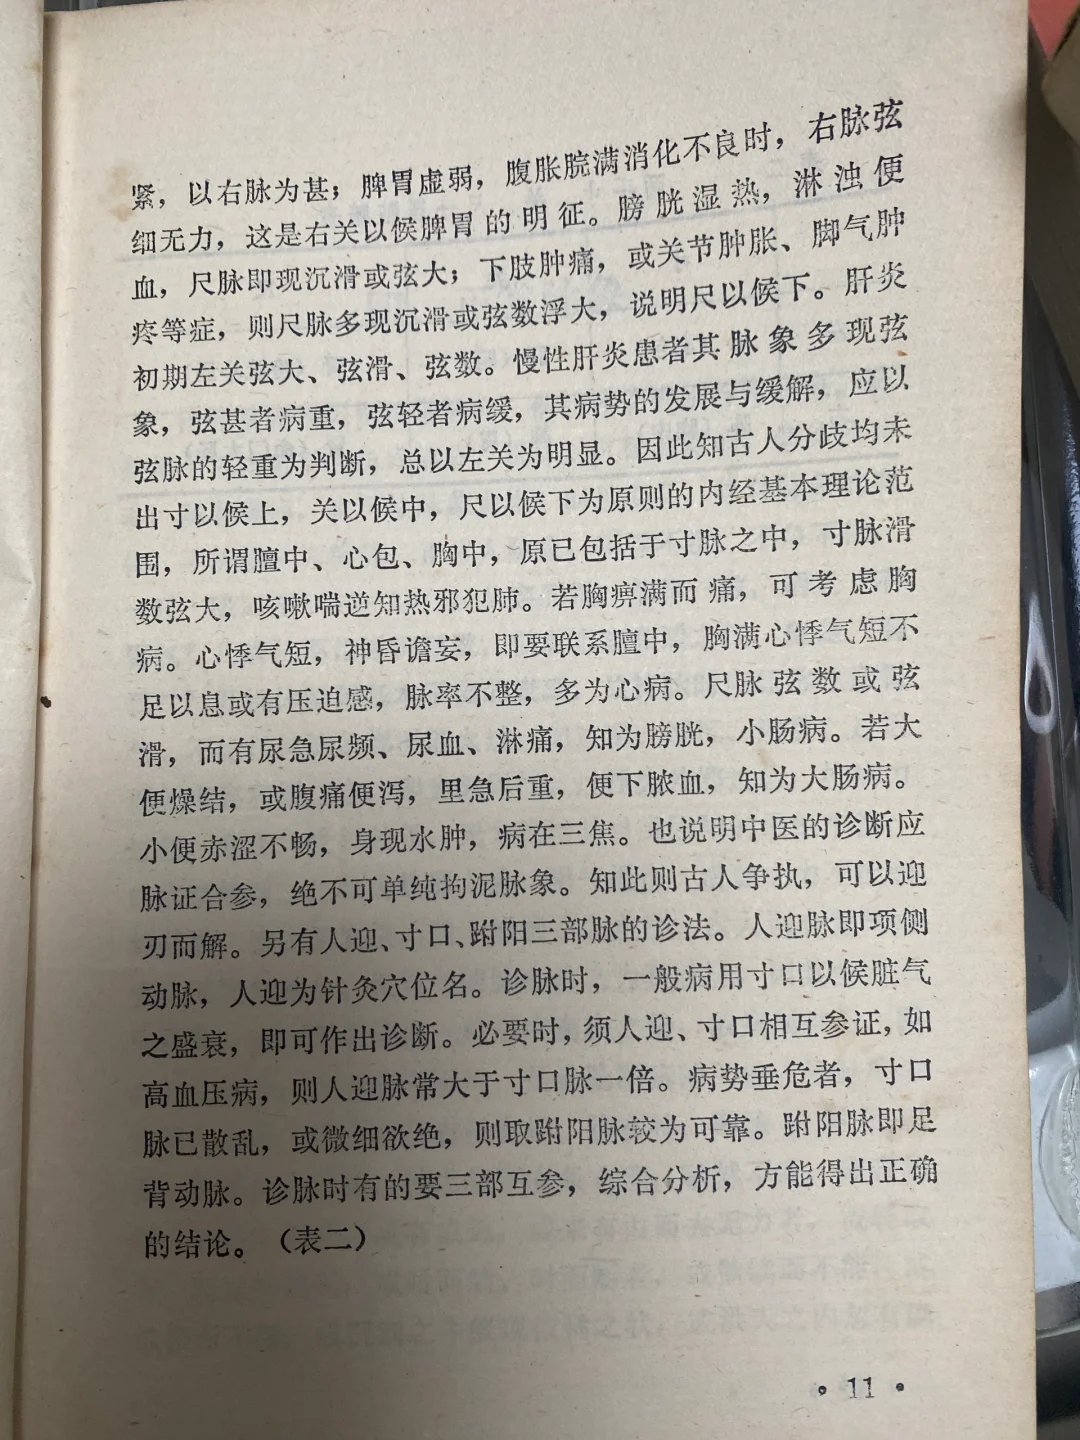 紧，以右脉为甚；脾胃虚弱，腹胀脘满消化不良时，右脉弦
细无力，这是右关以候脾胃的明征。膀胱湿热，淋浊便
血，尺脉即现沉滑或弦大；下肢肿痛，或关节肿胀、脚气肿
疼等症，则尺脉多现沉滑或弦数浮大，说明尺以候下。肝炎
初期左关弦大、弦滑、弦数。慢性肝炎患者其脉象多现弦
象，弦甚者病重，弦轻者病缓，其病势的发展与缓解，应以
弦脉的轻重为判断，总以左关为明显。因此知古人分歧均未
出寸以候上，关以候中，尺以候下为原则的内经基本理论范
围，所谓膻中、心包、胸中，原已包括于寸脉之中，寸脉滑
数弦大，咳嗽喘逆知热邪犯肺。若胸痹满而痛，可考虑胸
病。心悸气短，神昏谵妄，即要联系膻中，胸满心悸气短不
足以息或有压迫感，脉率不整，多为心病。尺脉弦数或弦
滑，而有尿急尿频、尿血、淋痛，知为膀胱，小肠病。若大
便燥结，或腹痛便泻，里急后重，便下脓血，知为大肠病。
小便赤涩不畅，身现水肿，病在三焦。也说明中医的诊断应
脉证合参，绝不可单纯拘泥脉象。知此则古人争执，可以迎
刃而解。另有人迎、寸口、趺阳三部脉的诊法。人迎脉即项侧
动脉，人迎为针灸穴位名。诊脉时，一般病用寸口以候脏气
之盛衰，即可作出诊断。必要时，须人迎、寸口相互参证，如
高血压病，则人迎脉常大于寸口脉一倍。病势垂危者，寸口
脉已散乱，或微细欲绝，则取跗阳脉较为可靠。跗阳脉即足
背动脉。诊脉时有的要三部互参，综合分析，方能得出正确
的结论。（表二）
• 11 •